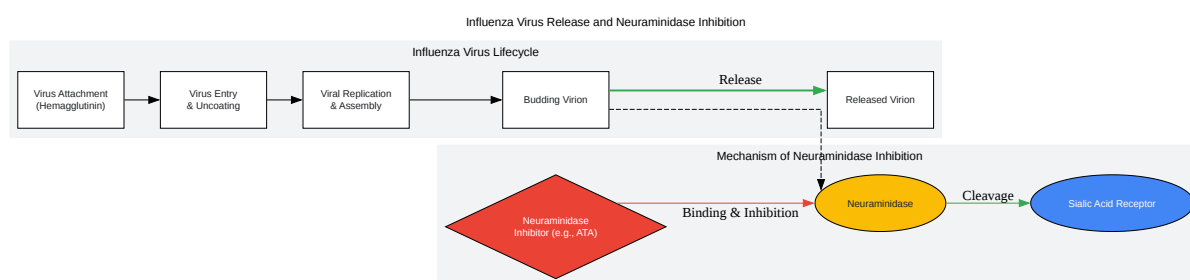 Influenza Virus Release and Neuraminidase Inhibition
Influenza Virus Lifecycle
Virus Attachment
(Hemagglutinin)
Virus Entry
& Uncoating
Viral Replication
& Assembly
Budding Virion
Release
Released Virion
Mechanism of Neuraminidase Inhibition
Neuraminidase
Inhibitor (e.g., ATA)
Binding & Inhibition
Neuraminidase
Cleavage
Sialic Acid Receptor